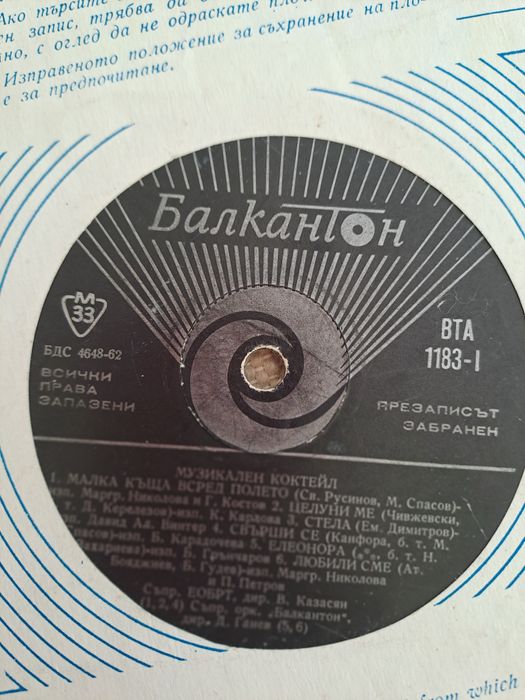 Ако търсите
запис, трябва да
но, с оглед да не одраскате
Изправеното положение за съхранение на пло-
е за предпочитане.
Балкантон
М
33
БДС 4648-62
ВСИЧКИ
ПРАВА
ЗАПАЗЕНИ
ВТА
1183-I
ПРЕЗАПИСЪТ
ЗАБРАНЕН
МУЗИКАЛЕН КОКТЕЙЛ
1. МАЛКА КЪЩА ВСРЕД ПОЛЕТО (Св. Русинов, М. Спасов)-
изп. Маргр. Николова и Г. Костов 2. ЦЕЛУНИ МЕ (Чивжевски,
т. Д. Керелезов)-изп. К. Карлова 3. СТЕЛА (Ем. Димитров)-
изп. Давид Ал. Винтер 4. СВЪРШИ СЕ (Канфора, б. т. М.
Спасов)-изп. Б. Карадочева 5. ЕЛЕОНОРА (***, б. т. Н.
Захариева)-изп. Б. Грънчаров 6. ЛЮБИЛИ СМЕ (Ат.
Бояджиев, Б. Гудев)-изп. Маргр. Николова
и П. Петров
Съпр. ЕОБРТ, дир. В. Казасян
(1, 2, 4) Съпр. орк. „Балкантон“,
дир. Д. Ганев (5, 6)
from which